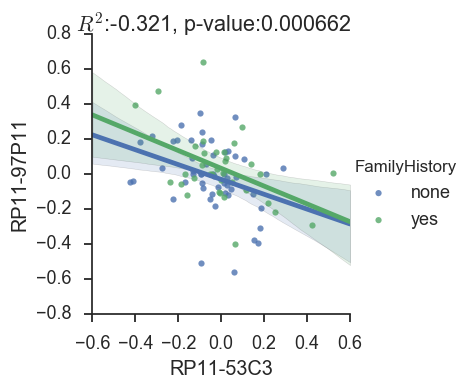 R²:-0.321, p-value:0.000662
0.8
0.6
0.4
0.2
0.0
−0.2
−0.4
−0.6
−0.8
RP11-97P11
−0.6 −0.4 −0.2 0.0 0.2 0.4 0.6
RP11-53C3
FamilyHistory
none
yes